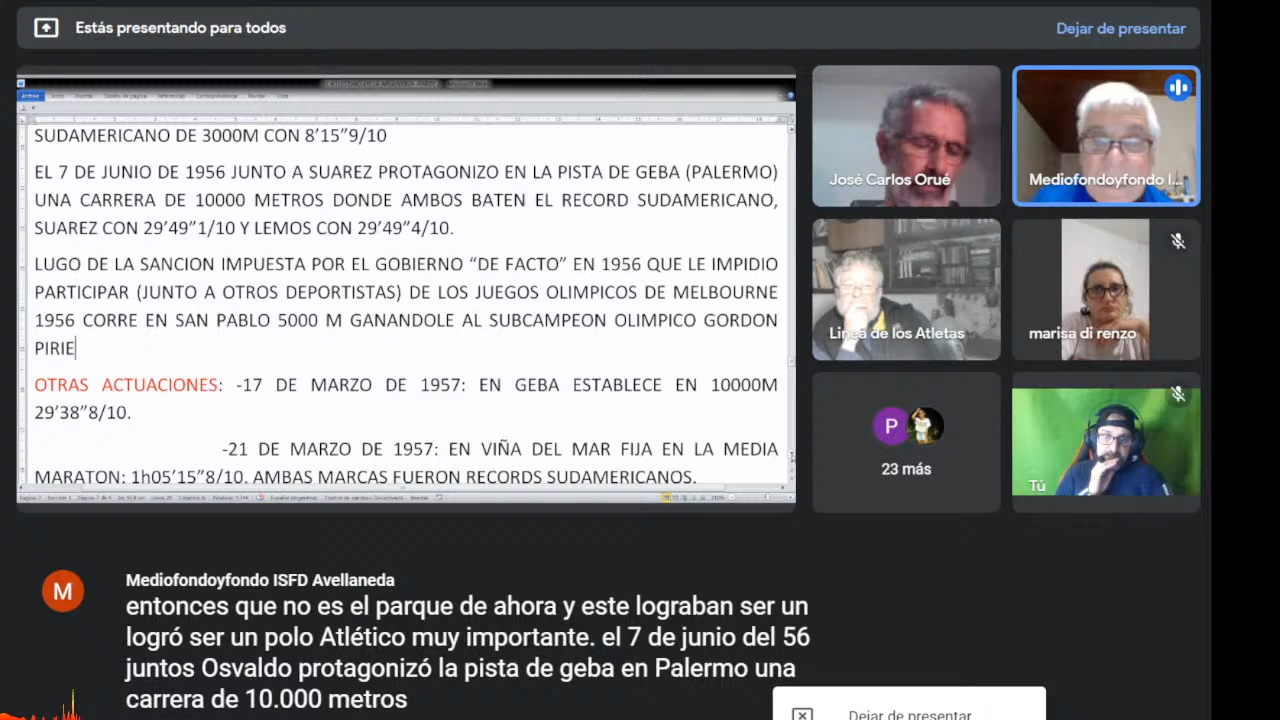 Estás presentando para todos
Dejar de presentar
Archivo
SUDAMERICANO DE 3000M CON 8’15”9/10
EL 7 DE JUNIO DE 1956 JUNTO A SUAREZ PROTAGONIZO EN LA PISTA DE GEBA (PALERMO)
UNA CARRERA DE 10000 METROS DONDE AMBOS BATEN EL RECORD SUDAMERICANO,
SUAREZ CON 29’49”1/10 Y LEMOS CON 29’49”4/10.
LUGO DE LA SANCION IMPUESTA POR EL GOBIERNO “DE FACTO” EN 1956 QUE LE IMPIDIO
PARTICIPAR (JUNTO A OTROS DEPORTISTAS) DE LOS JUEGOS OLIMPICOS DE MELBOURNE
1956 CORRE EN SAN PABLO 5000 M GANANDOLE AL SUBCAMPEON OLIMPICO GORDON
PIRIE
OTRAS ACTUACIONES: -17 DE MARZO DE 1957: EN GEBA ESTABLECE EN 10000M
29’38”8/10.
-21 DE MARZO DE 1957: EN VIÑA DEL MAR FIJA EN LA MEDIA
MARATON: 1h05’15”8/10. AMBAS MARCAS FUERON RECORDS SUDAMERICANOS.
José Carlos Orué
Mediofondoyfondo I...
Linea de los Atletas
marisa di renzo
P
23 más
Tú
M
Mediofondoyfondo ISFD Avellaneda
entonces que no es el parque de ahora y este lograban ser un
logró ser un polo Atlético muy importante. el 7 de junio del 56
juntos Osvaldo protagonizó la pista de geba en Palermo una
carrera de 10.000 metros
Dejar de presentar